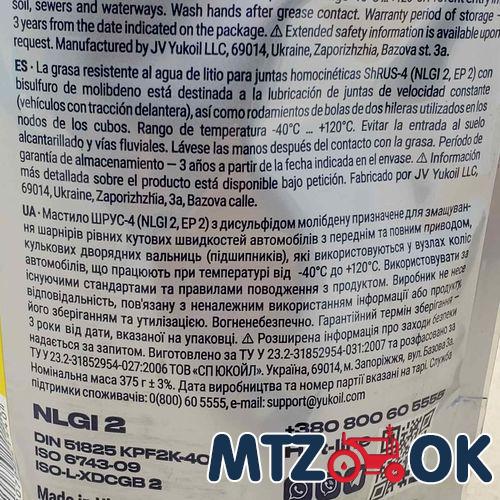 soil, sewers and waterways. Wash hands after grease contact. Warranty period of storage -
3 years from the date indicated on the package. ⚠ Extended safety information is available upon
request. Manufactured by JV Yukoil LLC, 69014, Ukraine, Zaporizhzhia, Bazova st. 3a.
ES - La grasa resistente al agua de litio para juntas homocinéticas ShRUS-4 (NLGI 2, EP 2) con
bisulfuro de molibdeno está destinada a la lubricación de juntas de velocidad constante
(vehículos con tracción delantera), así como rodamientos de bolas de dos hileras utilizados en los
nodos de los cubos. Rango de temperatura -40°C ... +120°C. Evitar la entrada al suelo
alcantarillado y vías fluviales. Lávese las manos después del contacto con la grasa. Período de
garantía de almacenamiento — 3 años a partir de la fecha indicada en el envase. ⚠ Información
más detallada sobre el producto está disponible bajo petición. Fabricado por JV Yukoil LLC,
69014, Ukraine, Zaporizhzhia, 3a, Bazova calle.
UA - Мастило ШРУС-4 (NLGI 2, EP 2) з дисульфідом молібдену призначене для змащуван-
ня шарнірів рівних кутових швидкостей автомобілів з переднім та повним приводом,
кулькових дворядних вальниць (підшипників), які використовуються у вузлах коліс
автомобілів, що працюють при температурі від -40°C до +120°C. Використовувати за
існуючими стандартами та правилами поводження з продуктом. Виробник не несе
відповідальність, пов'язану з неналежним використанням інформації або продукту,
його зберіганням та утилізацією. Вогненебезпечно. Гарантійний термін зберігання —
3 роки від дати, вказаної на упаковці. ⚠ Розширена інформація про заходи безпеки
надається за запитом. Виготовлено за ТУ У 23.2-31852954-031:2007 та розфасовано за
ТУ У 23.2-31852954-027:2006 ТОВ «СП ЮКОЙЛ». Україна, 69014, м. Запоріжжя, вул. Базова 3а.
Номінальна маса 375 г ± 3%. Дата виробництва та номер партії вказані на тарі. Служба
підтримки споживачів: 0(800) 60 5555, e-mail: support@yukoil.com
NLGI 2
+380 800 60 5555
DIN 51825 KPF2K-40
ISO 6743-09
ISO-L-XDCGB 2
MTZ OK